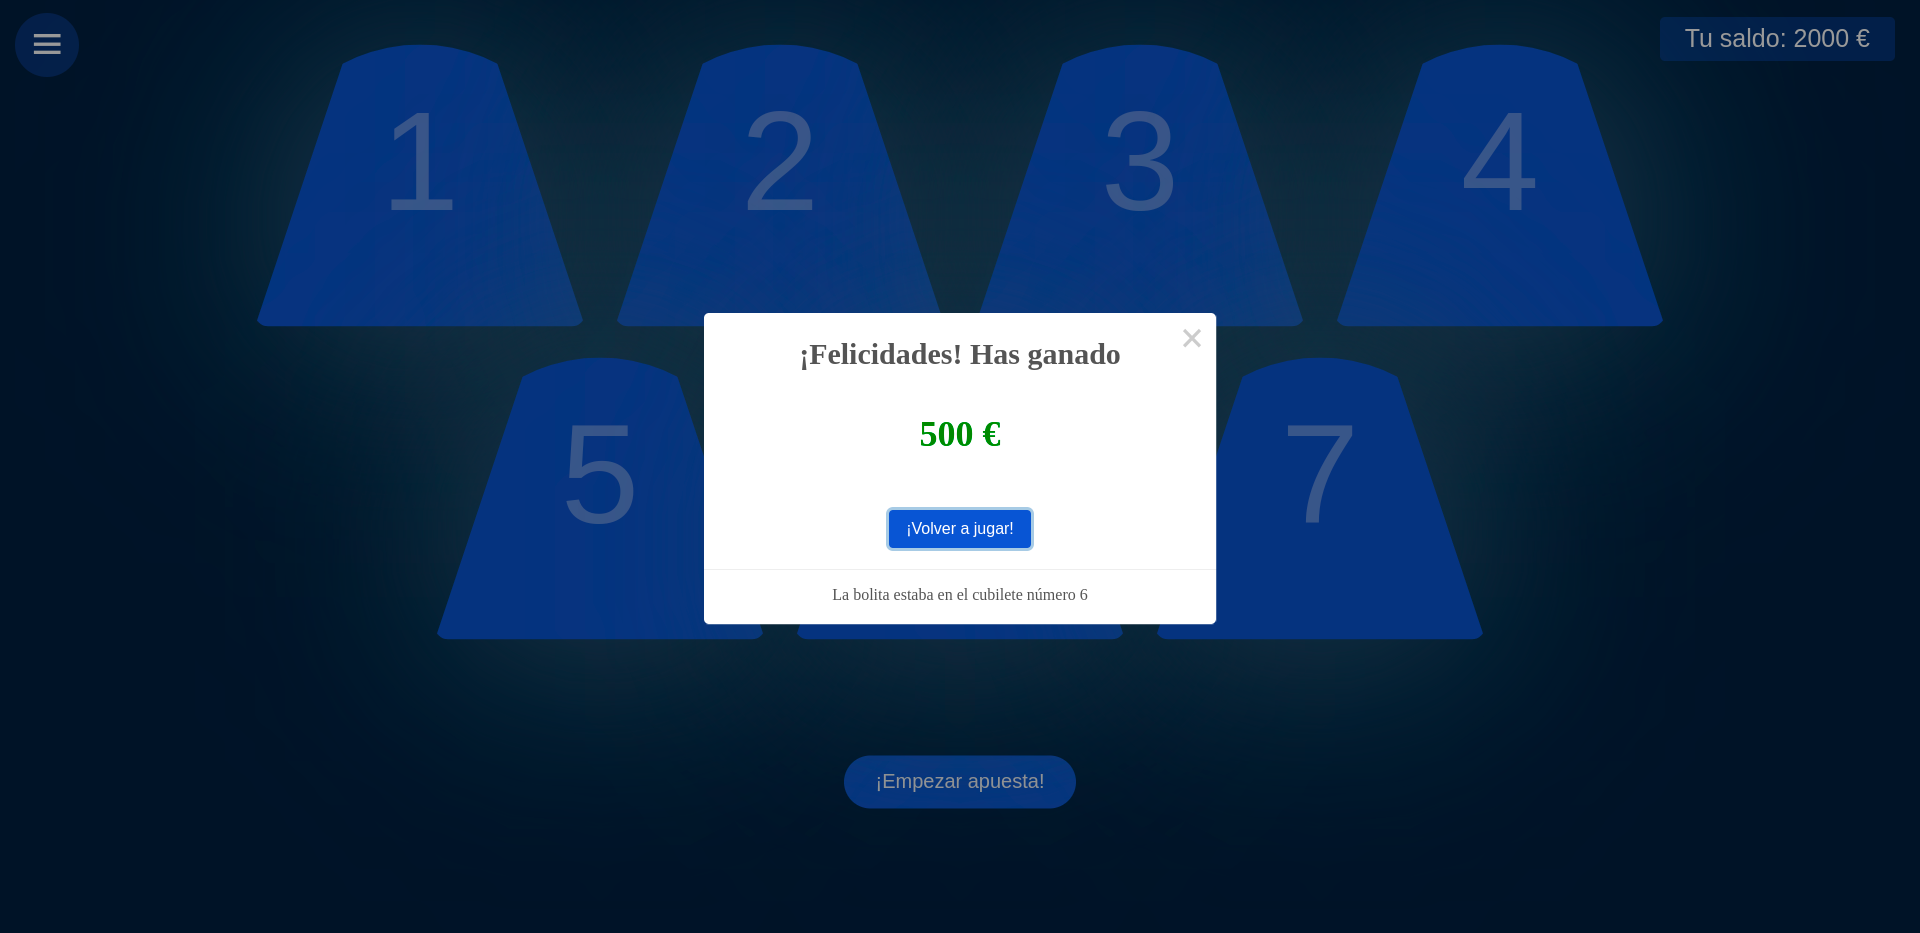 Tu saldo: 2000 €
1
2
3
4
¡Felicidades! Has ganado
500 €
5
7
¡Volver a jugar!
La bolita estaba en el cubilete número 6
¡Empezar apuesta!